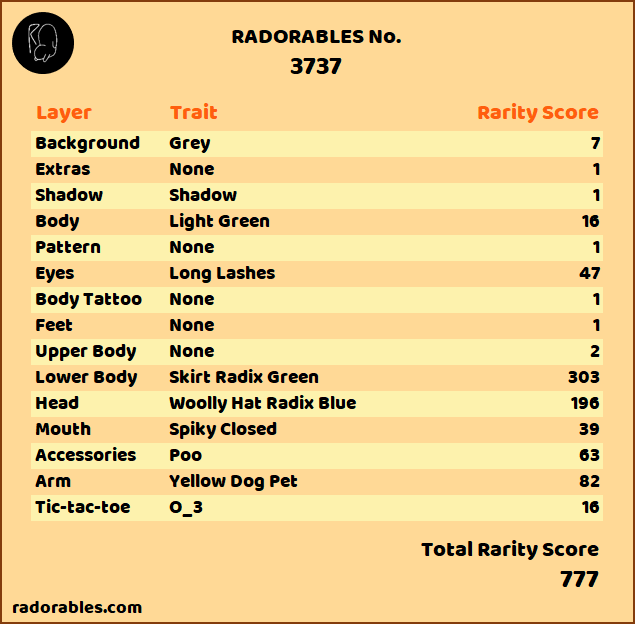 RADORABLES No.
3737
Layer Trait Rarity Score
Background Grey 7
Extras None 1
Shadow Shadow 1
Body Light Green 16
Pattern None 1
Eyes Long Lashes 47
Body Tattoo None 1
Feet None 1
Upper Body None 2
Lower Body Skirt Radix Green 303
Head Woolly Hat Radix Blue 196
Mouth Spiky Closed 39
Accessories Poo 63
Arm Yellow Dog Pet 82
Tic-tac-toe O_3 16
Total Rarity Score
777
radorables.com